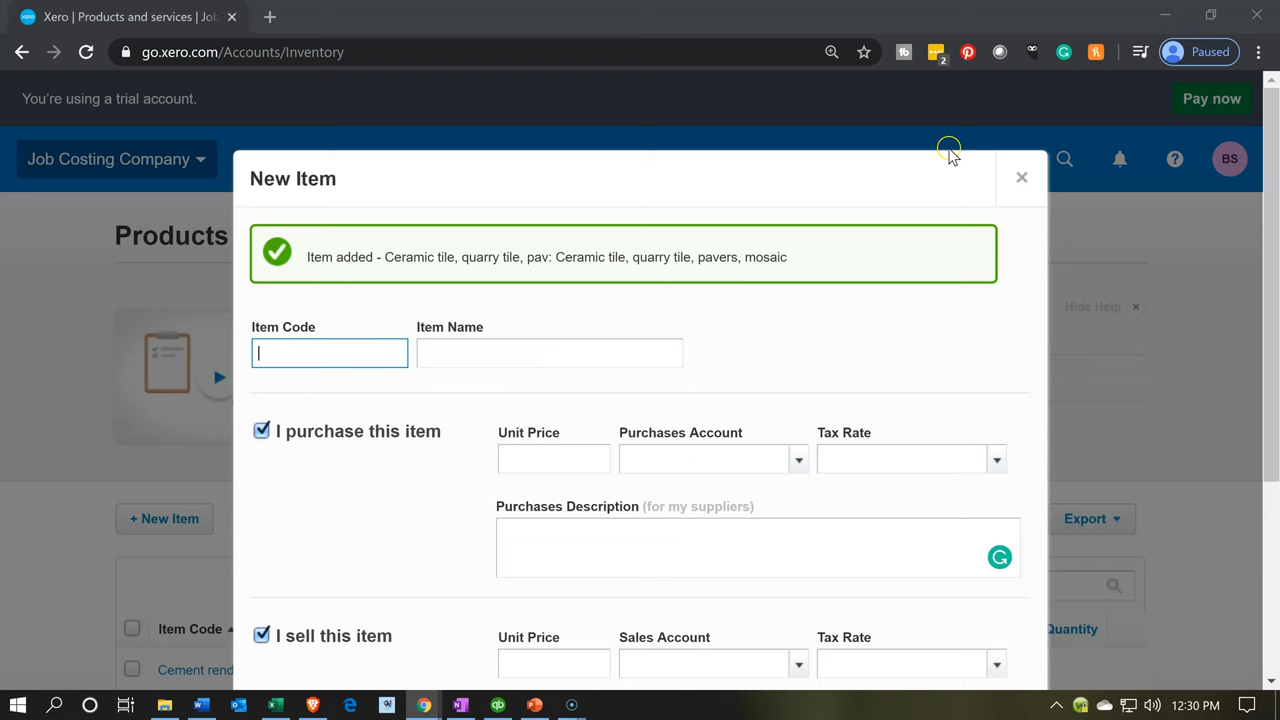 Xero | Products and services | Job
go.xero.com/Accounts/Inventory
2
Paused
You're using a trial account.
Pay now
Job Costing Company
BS
New Item
Products
Item added - Ceramic tile, quarry tile, pav: Ceramic tile, quarry tile, pavers, mosaic
Hide Help
Item Code
Item Name
I purchase this item
Unit Price
Purchases Account
Tax Rate
Purchases Description (for my suppliers)
+ New Item
Export
I sell this item
Unit Price
Sales Account
Tax Rate
Item Code
Quantity
Cement rend
12:30 PM